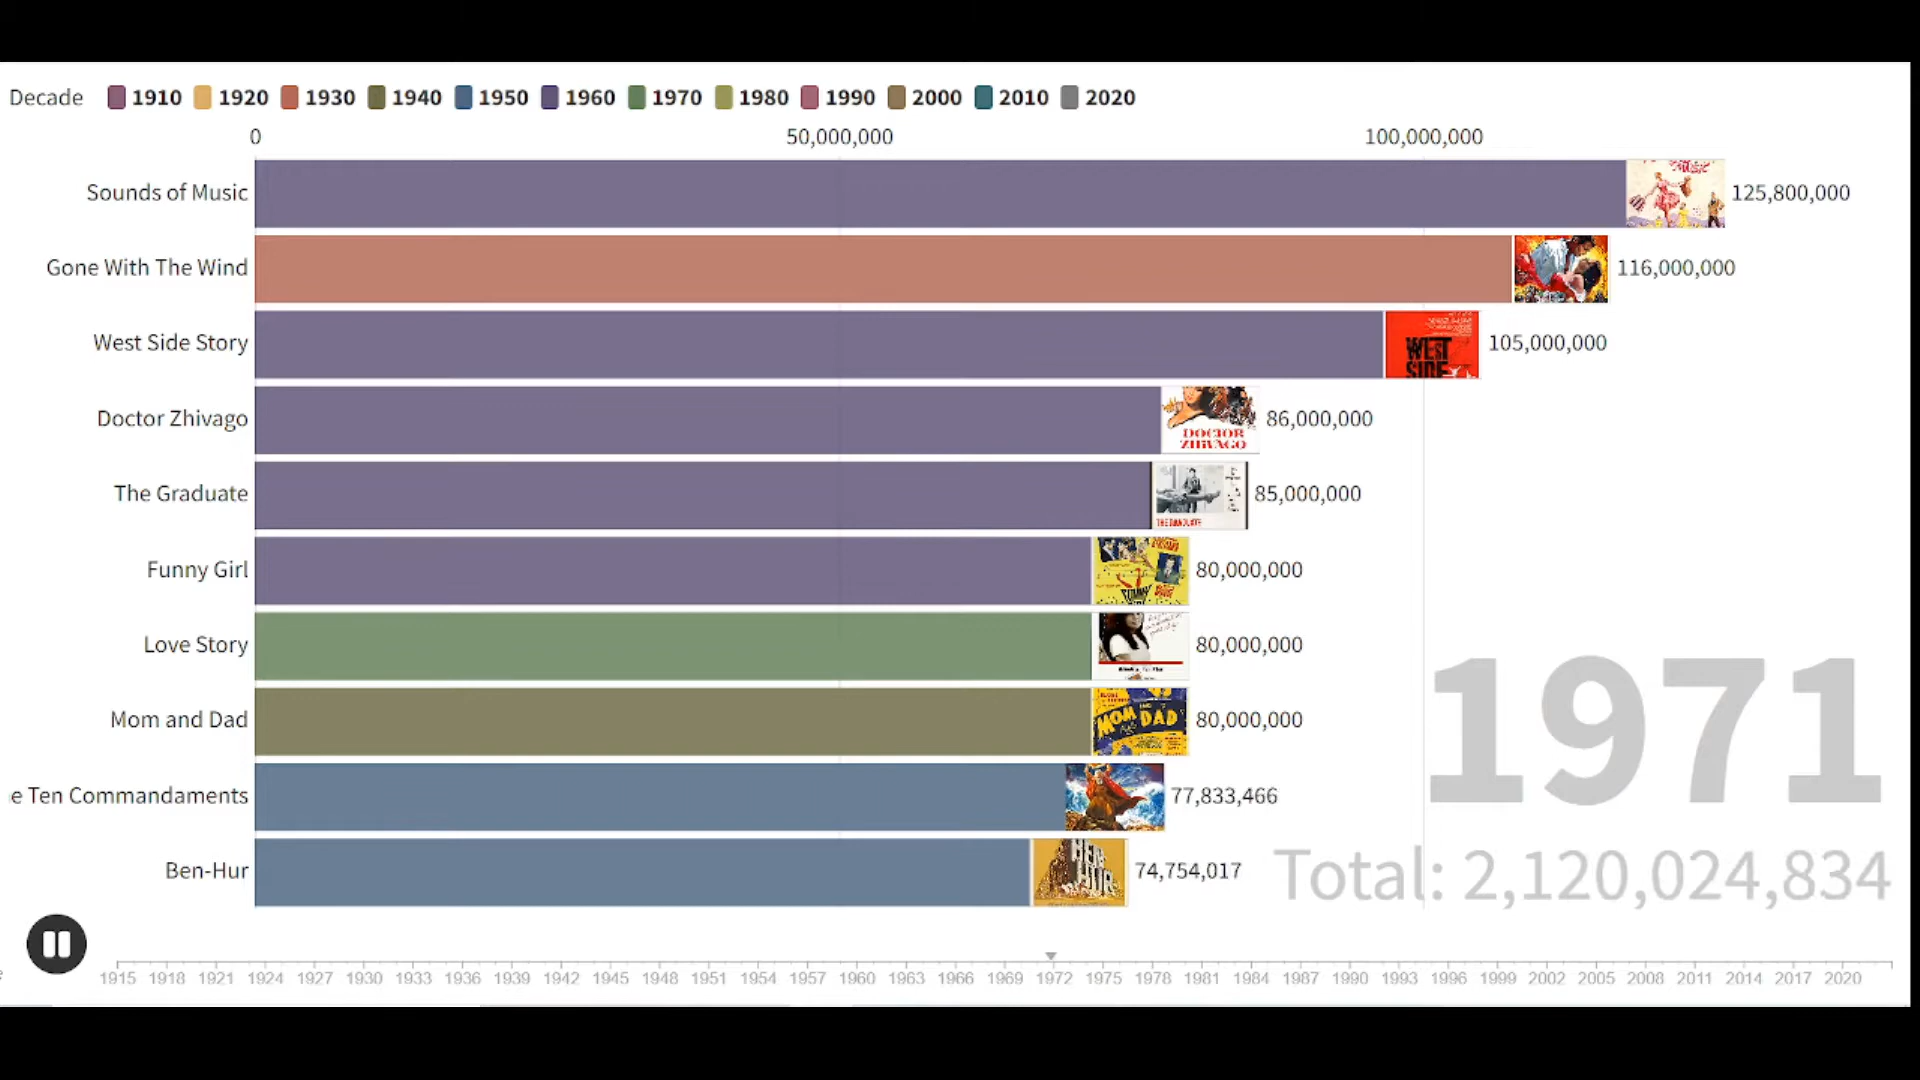 Decade 1910 1920 1930 1940 1950 1960 1970 1980 1990 2000 2010 2020
0 50,000,000 100,000,000
Sounds of Music 125,800,000
Gone With The Wind 116,000,000
West Side Story WEST SIDE 105,000,000
Doctor Zhivago DOCTOR ZHIVAGO 86,000,000
The Graduate THE GRADUATE 85,000,000
Funny Girl 80,000,000
Love Story 80,000,000
Mom and Dad MOM AND DAD 80,000,000
e Ten Commandaments 77,833,466
Ben-Hur BEN HUR 74,754,017
1971
Total: 2,120,024,834
1915 1918 1921 1924 1927 1930 1933 1936 1939 1942 1945 1948 1951 1954 1957 1960 1963 1966 1969 1972 1975 1978 1981 1984 1987 1990 1993 1996 1999 2002 2005 2008 2011 2014 2017 2020